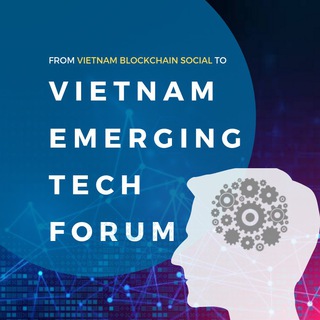 FROM VIETNAM BLOCKCHAIN SOCIAL TO
VIETNAM
EMERGING
TECH
FORUM